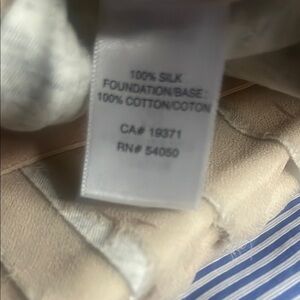 100% SILK
FOUNDATION/BASE:
100% COTTON/COTON
CA# 19371
RN# 54050